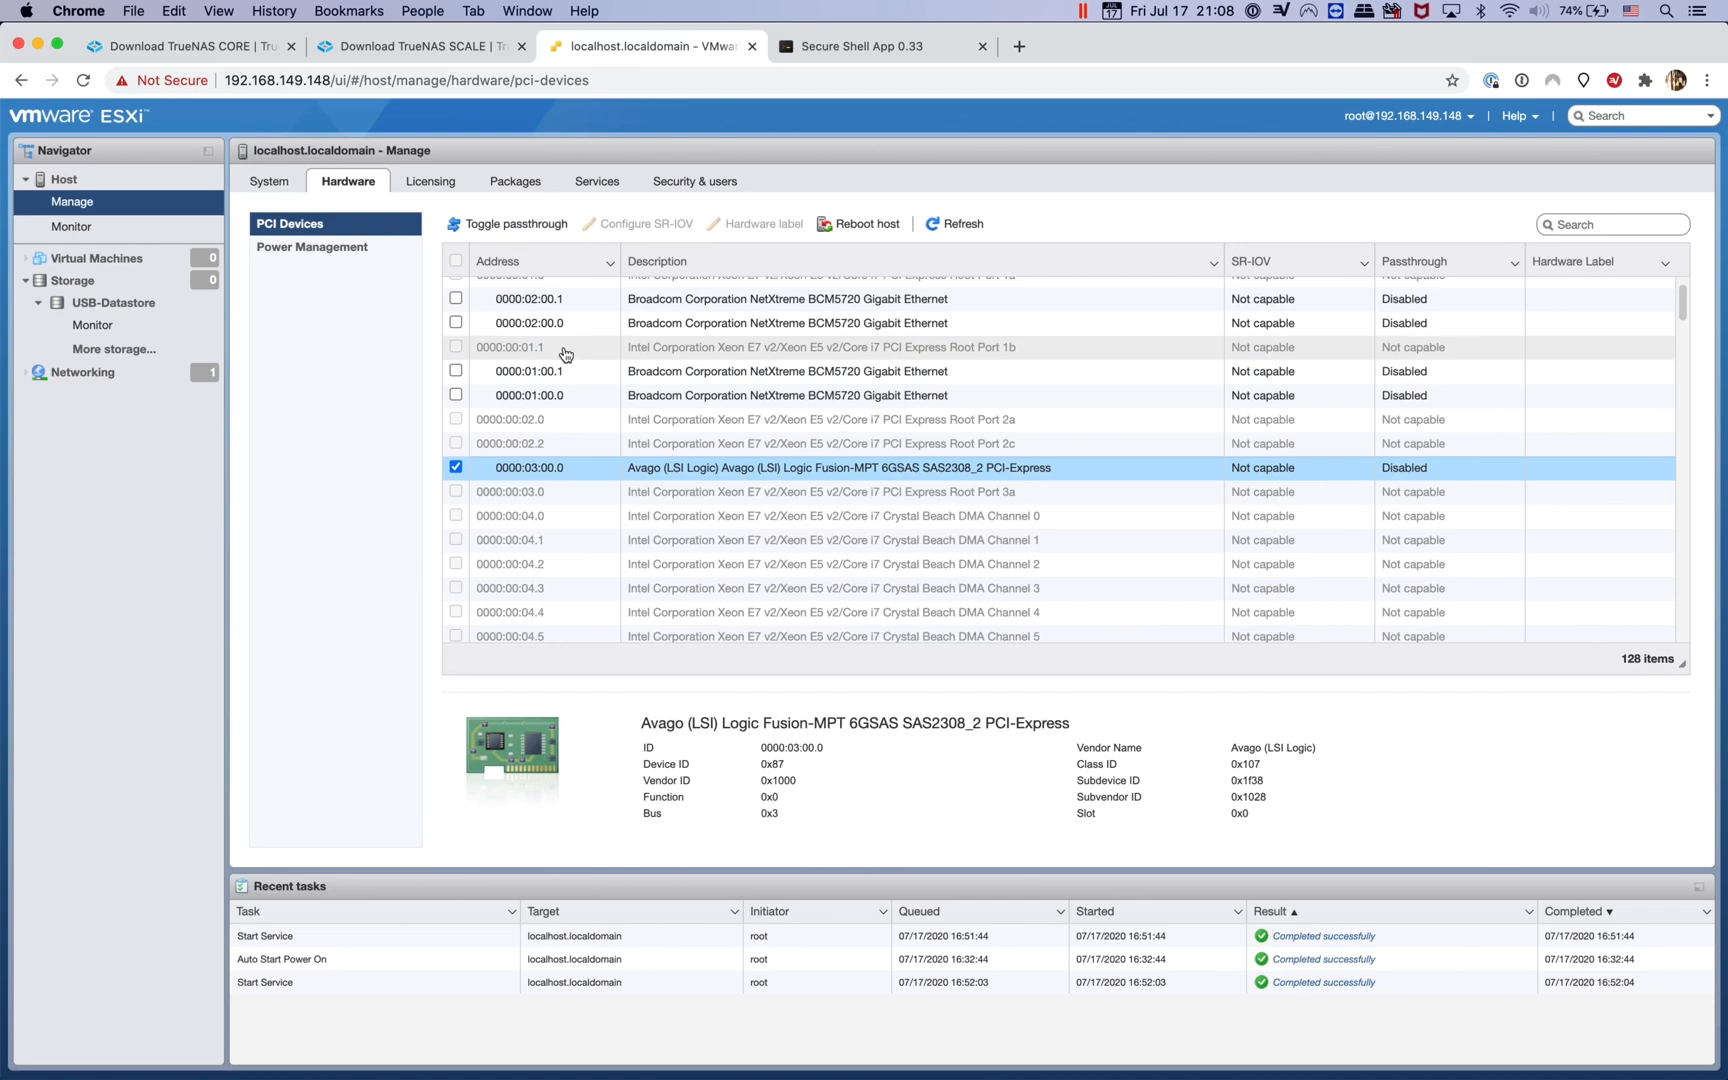 Chrome File Edit View History Bookmarks People Tab Window Help JUL 17 Fri Jul 17 21:08 74%
Download TrueNAS CORE | Tru Download TrueNAS SCALE | Tr localhost.localdomain - VMwar Secure Shell App 0.33
Not Secure 192.168.149.148/ui/#/host/manage/hardware/pci-devices
vmware ESXi™ root@192.168.149.148 | Help | Search
Navigator
localhost.localdomain - Manage
Host
Manage
Monitor
Virtual Machines 0
Storage 0
USB-Datastore
Monitor
More storage...
Networking 1
System Hardware Licensing Packages Services Security & users
PCI Devices
Power Management
Toggle passthrough Configure SR-IOV Hardware label Reboot host | Refresh Search
Address Description SR-IOV Passthrough Hardware Label
0000:02:00.1 Broadcom Corporation NetXtreme BCM5720 Gigabit Ethernet Not capable Disabled
0000:02:00.0 Broadcom Corporation NetXtreme BCM5720 Gigabit Ethernet Not capable Disabled
0000:00:01.1 Intel Corporation Xeon E7 v2/Xeon E5 v2/Core i7 PCI Express Root Port 1b Not capable Not capable
0000:01:00.1 Broadcom Corporation NetXtreme BCM5720 Gigabit Ethernet Not capable Disabled
0000:01:00.0 Broadcom Corporation NetXtreme BCM5720 Gigabit Ethernet Not capable Disabled
0000:00:02.0 Intel Corporation Xeon E7 v2/Xeon E5 v2/Core i7 PCI Express Root Port 2a Not capable Not capable
0000:00:02.2 Intel Corporation Xeon E7 v2/Xeon E5 v2/Core i7 PCI Express Root Port 2c Not capable Not capable
0000:03:00.0 Avago (LSI Logic) Avago (LSI) Logic Fusion-MPT 6GSAS SAS2308_2 PCI-Express Not capable Disabled
0000:00:03.0 Intel Corporation Xeon E7 v2/Xeon E5 v2/Core i7 PCI Express Root Port 3a Not capable Not capable
0000:00:04.0 Intel Corporation Xeon E7 v2/Xeon E5 v2/Core i7 Crystal Beach DMA Channel 0 Not capable Not capable
0000:00:04.1 Intel Corporation Xeon E7 v2/Xeon E5 v2/Core i7 Crystal Beach DMA Channel 1 Not capable Not capable
0000:00:04.2 Intel Corporation Xeon E7 v2/Xeon E5 v2/Core i7 Crystal Beach DMA Channel 2 Not capable Not capable
0000:00:04.3 Intel Corporation Xeon E7 v2/Xeon E5 v2/Core i7 Crystal Beach DMA Channel 3 Not capable Not capable
0000:00:04.4 Intel Corporation Xeon E7 v2/Xeon E5 v2/Core i7 Crystal Beach DMA Channel 4 Not capable Not capable
0000:00:04.5 Intel Corporation Xeon E7 v2/Xeon E5 v2/Core i7 Crystal Beach DMA Channel 5 Not capable Not capable
128 items
Avago (LSI) Logic Fusion-MPT 6GSAS SAS2308_2 PCI-Express
ID 0000:03:00.0 Vendor Name Avago (LSI Logic)
Device ID 0x87 Class ID 0x107
Vendor ID 0x1000 Subdevice ID 0x1f38
Function 0x0 Subvendor ID 0x1028
Bus 0x3 Slot 0x0
Recent tasks
Task Target Initiator Queued Started Result ▲ Completed ▼
Start Service localhost.localdomain root 07/17/2020 16:51:44 07/17/2020 16:51:44 Completed successfully 07/17/2020 16:51:44
Auto Start Power On localhost.localdomain root 07/17/2020 16:32:44 07/17/2020 16:32:44 Completed successfully 07/17/2020 16:32:44
Start Service localhost.localdomain root 07/17/2020 16:52:03 07/17/2020 16:52:03 Completed successfully 07/17/2020 16:52:04